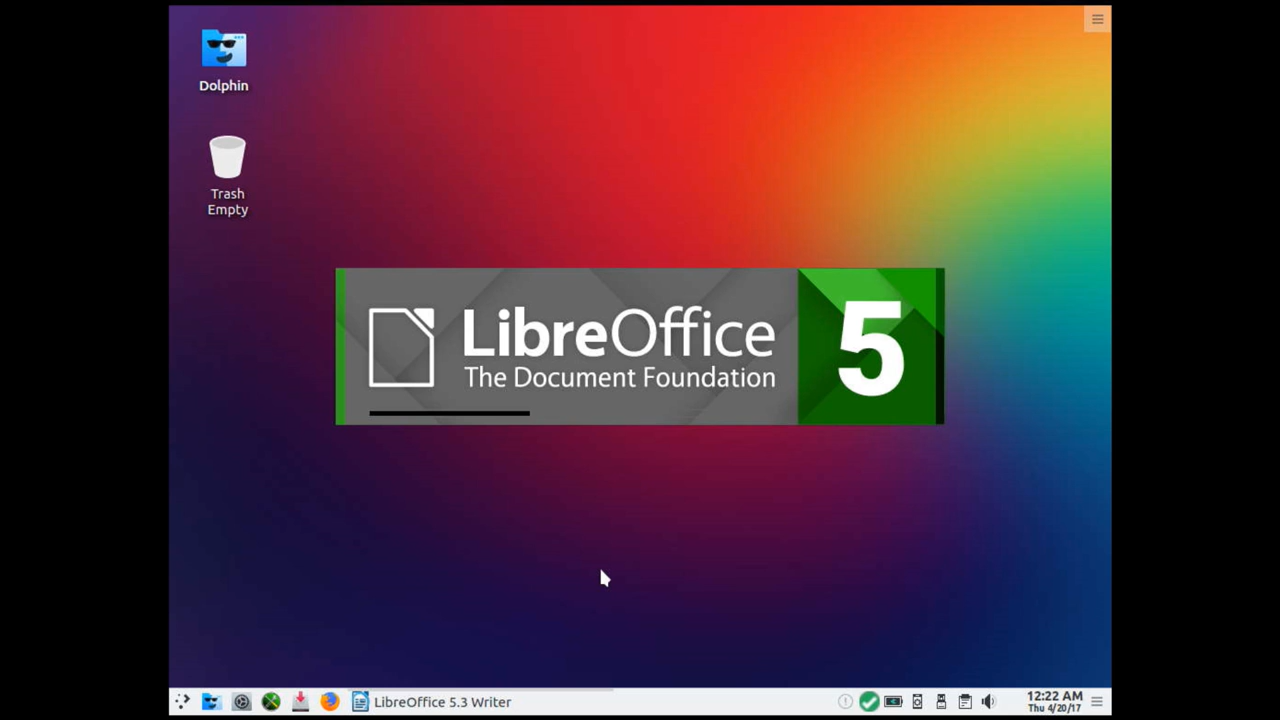 Dolphin
Trash
Empty
LibreOffice
The Document Foundation
5
LibreOffice 5.3 Writer
12:22 AM
Thu 4/20/17